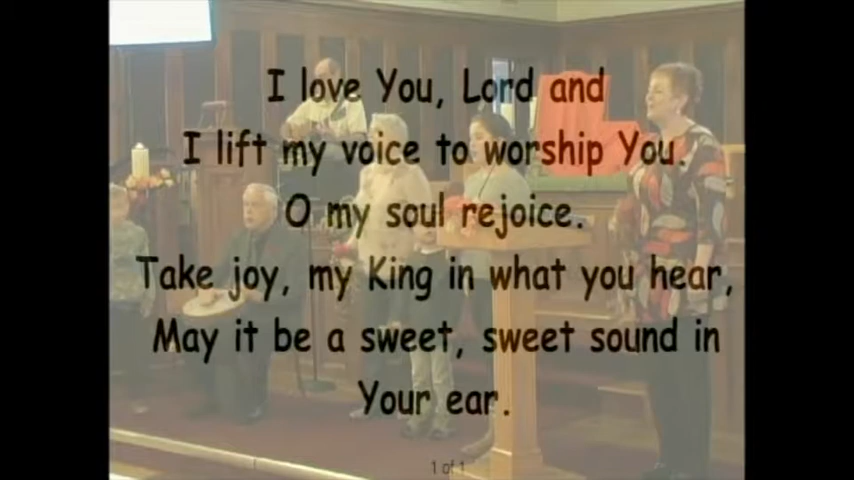 I love You, Lord and
I lift my voice to worship You.
O my soul rejoice.
Take joy, my King in what you hear,
May it be a sweet, sweet sound in
Your ear.
1 of 1